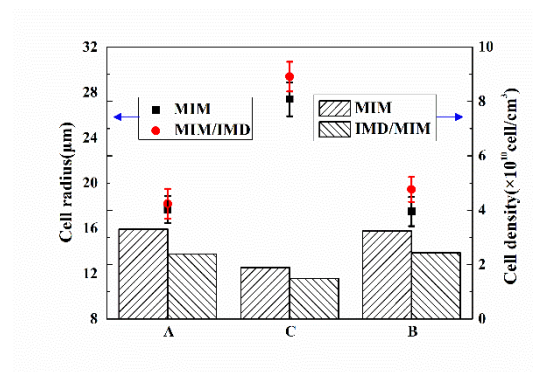 32
28
24
20
16
12
8
Cell radius(μm)
MIM
MIM/IMD
MIM
IMD/MIM
10
8
6
4
2
0
Cell density(×10¹⁰cell/cm³)
A
C
B